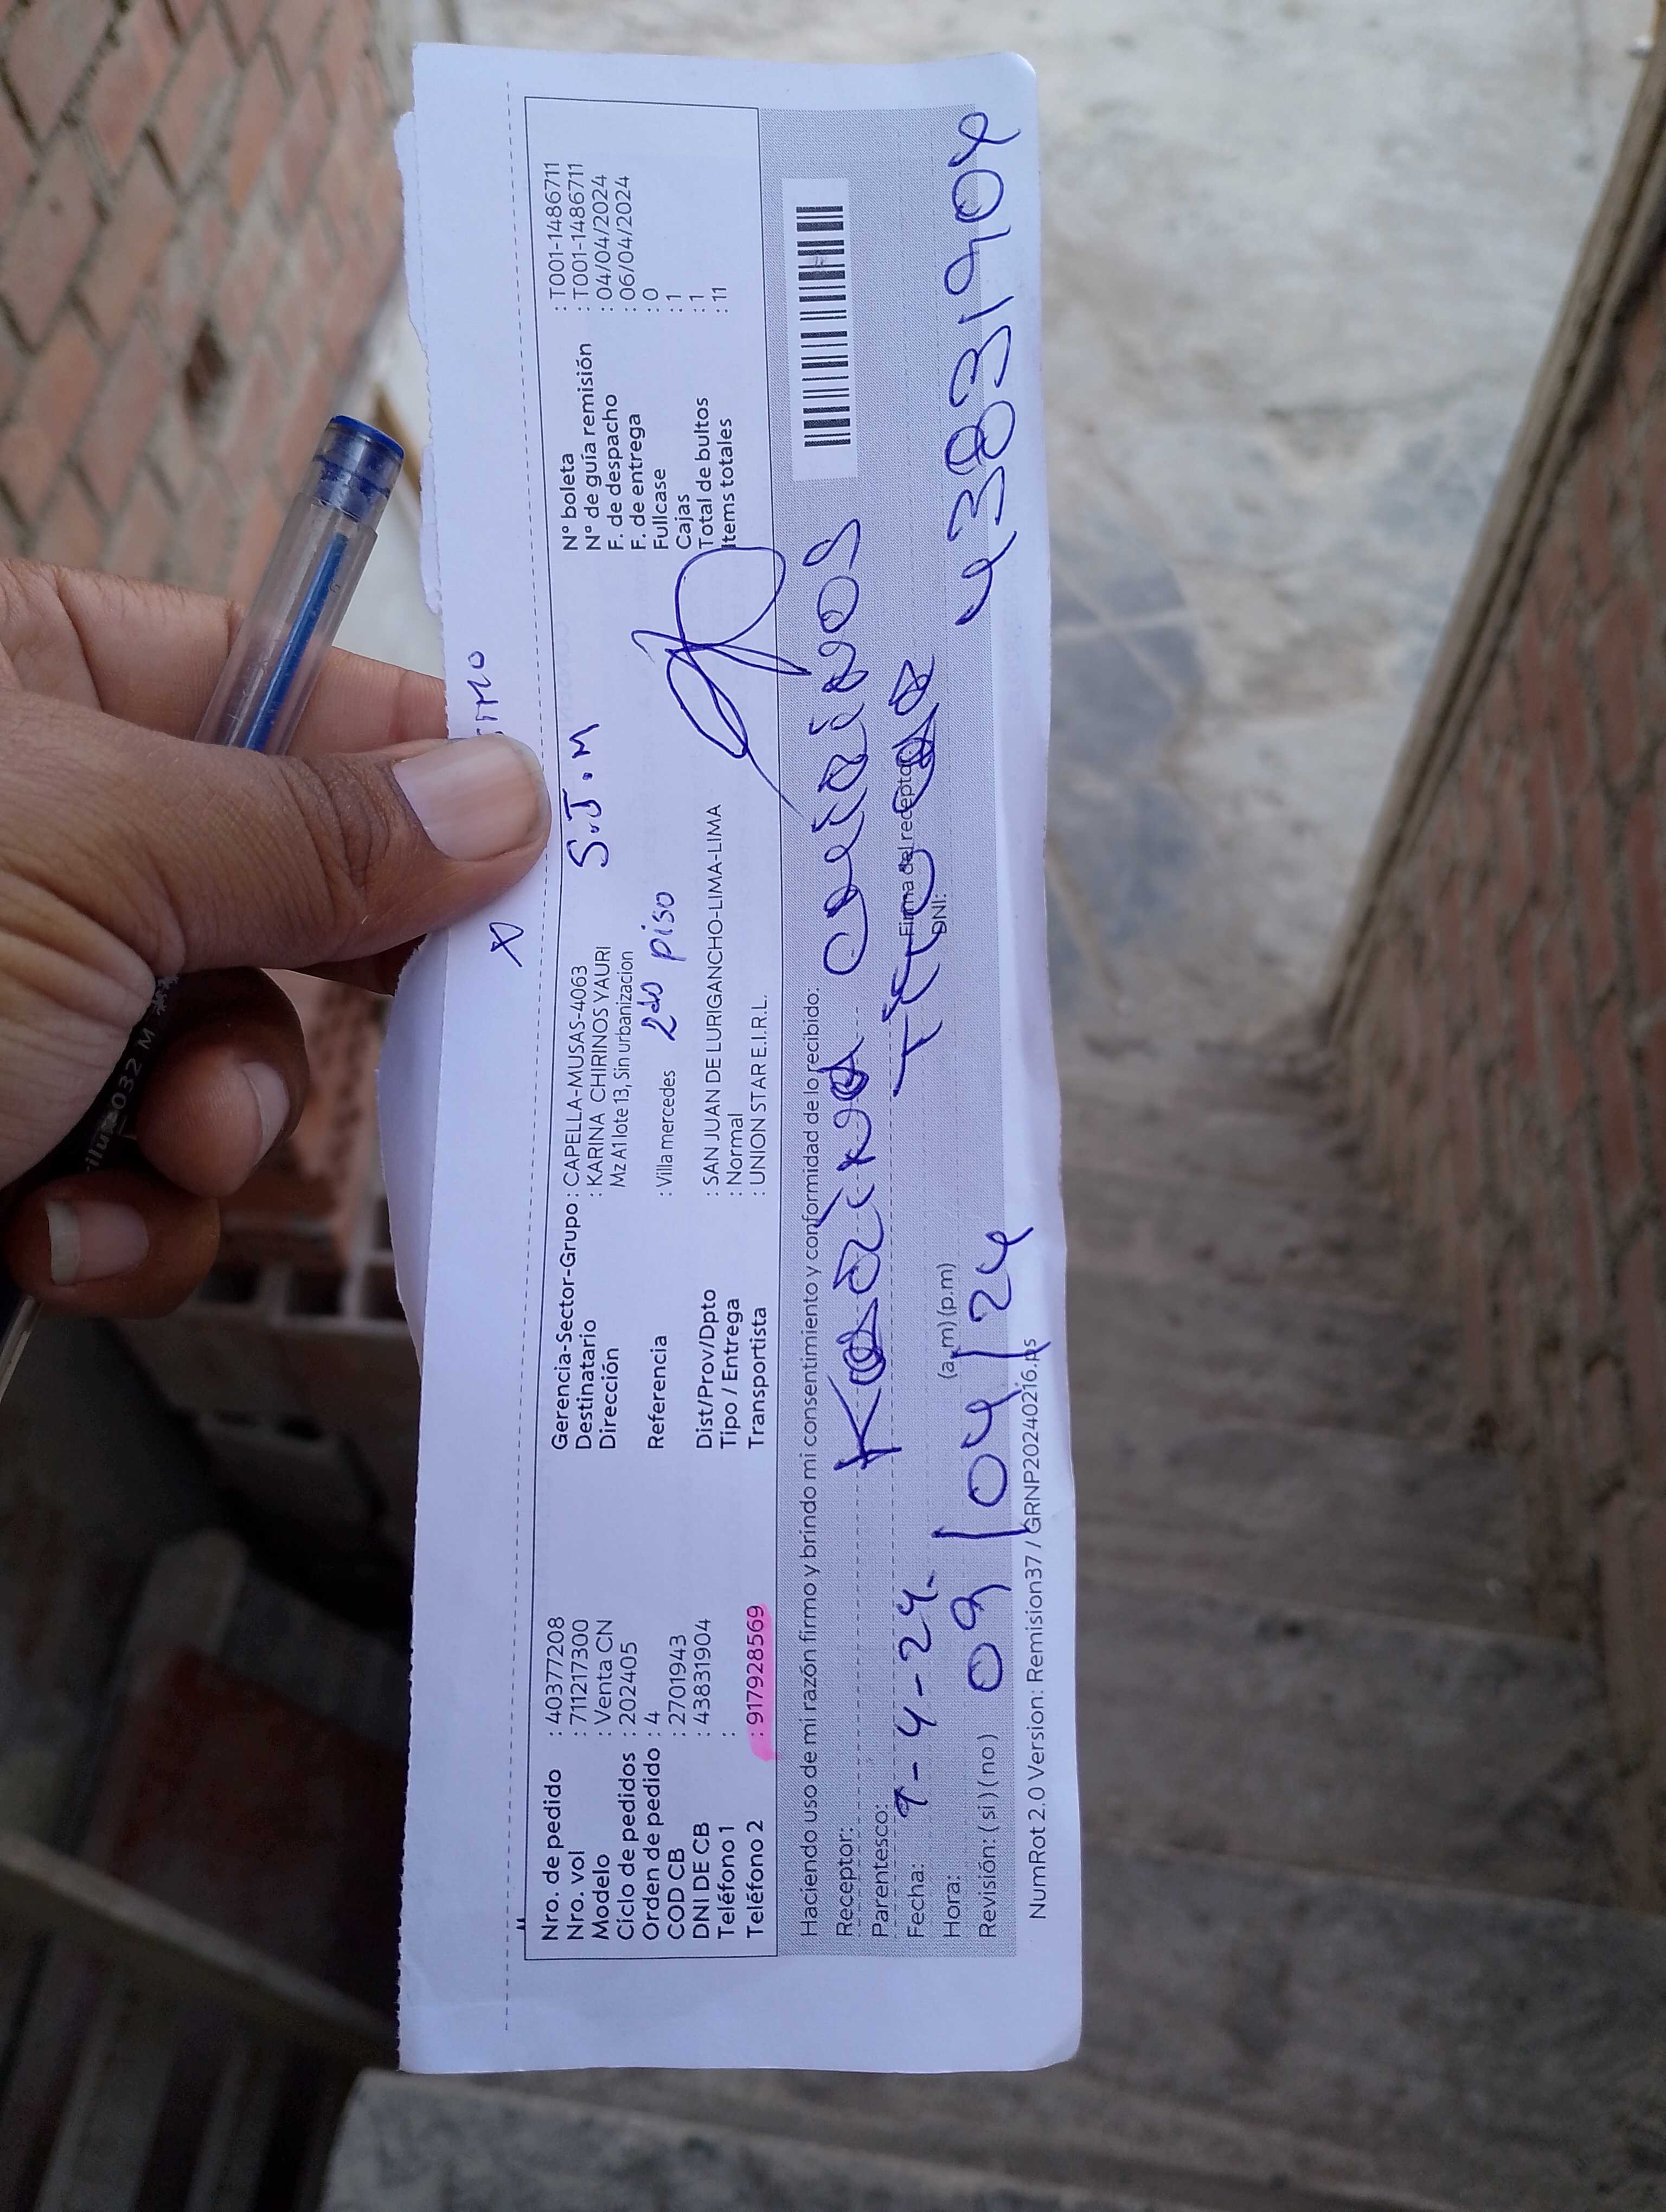 Nro. de pedido : 40377208
Nro. vol : 711217300
Modelo : Venta CN
Ciclo de pedidos : 202405
Orden de pedido : 4
COD CB : 2701943
DNI DE CB : 43831904
Teléfono 1 :
Teléfono 2 : 917928569
Gerencia-Sector-Grupo : CAPELLA-MUSAS-4063
Destinatario : KARINA CHIRINOS YAURI
Dirección Mz A1 lote 13, Sin urbanizacion
S.J.M
Referencia : Villa mercedes 2do piso
Dist/Prov/Dpto : SAN JUAN DE LURIGANCHO-LIMA-LIMA
Tipo / Entrega : Normal
Transportista : UNION STAR E.I.R.L.
N° boleta : T001-1486711
N° de guía remisión : T001-1486711
F. de despacho : 04/04/2024
F. de entrega : 06/04/2024
Fullcase : 0
Cajas : 1
Total de bultos : 1
Items totales : 11
Haciendo uso de mi razón firmo y brindo mi consentimiento y conformidad de lo recibido:
Receptor: Karina Chirinos
Parentesco: Titular
Fecha: 9-4-24.
Firma del receptor
Hora: (a.m) (p.m)
DNI: 43831904
09/04/24
Revisión: ( si ) ( no )
NumRot 2.0 Version: Remision37 / GRNP20240216.ps